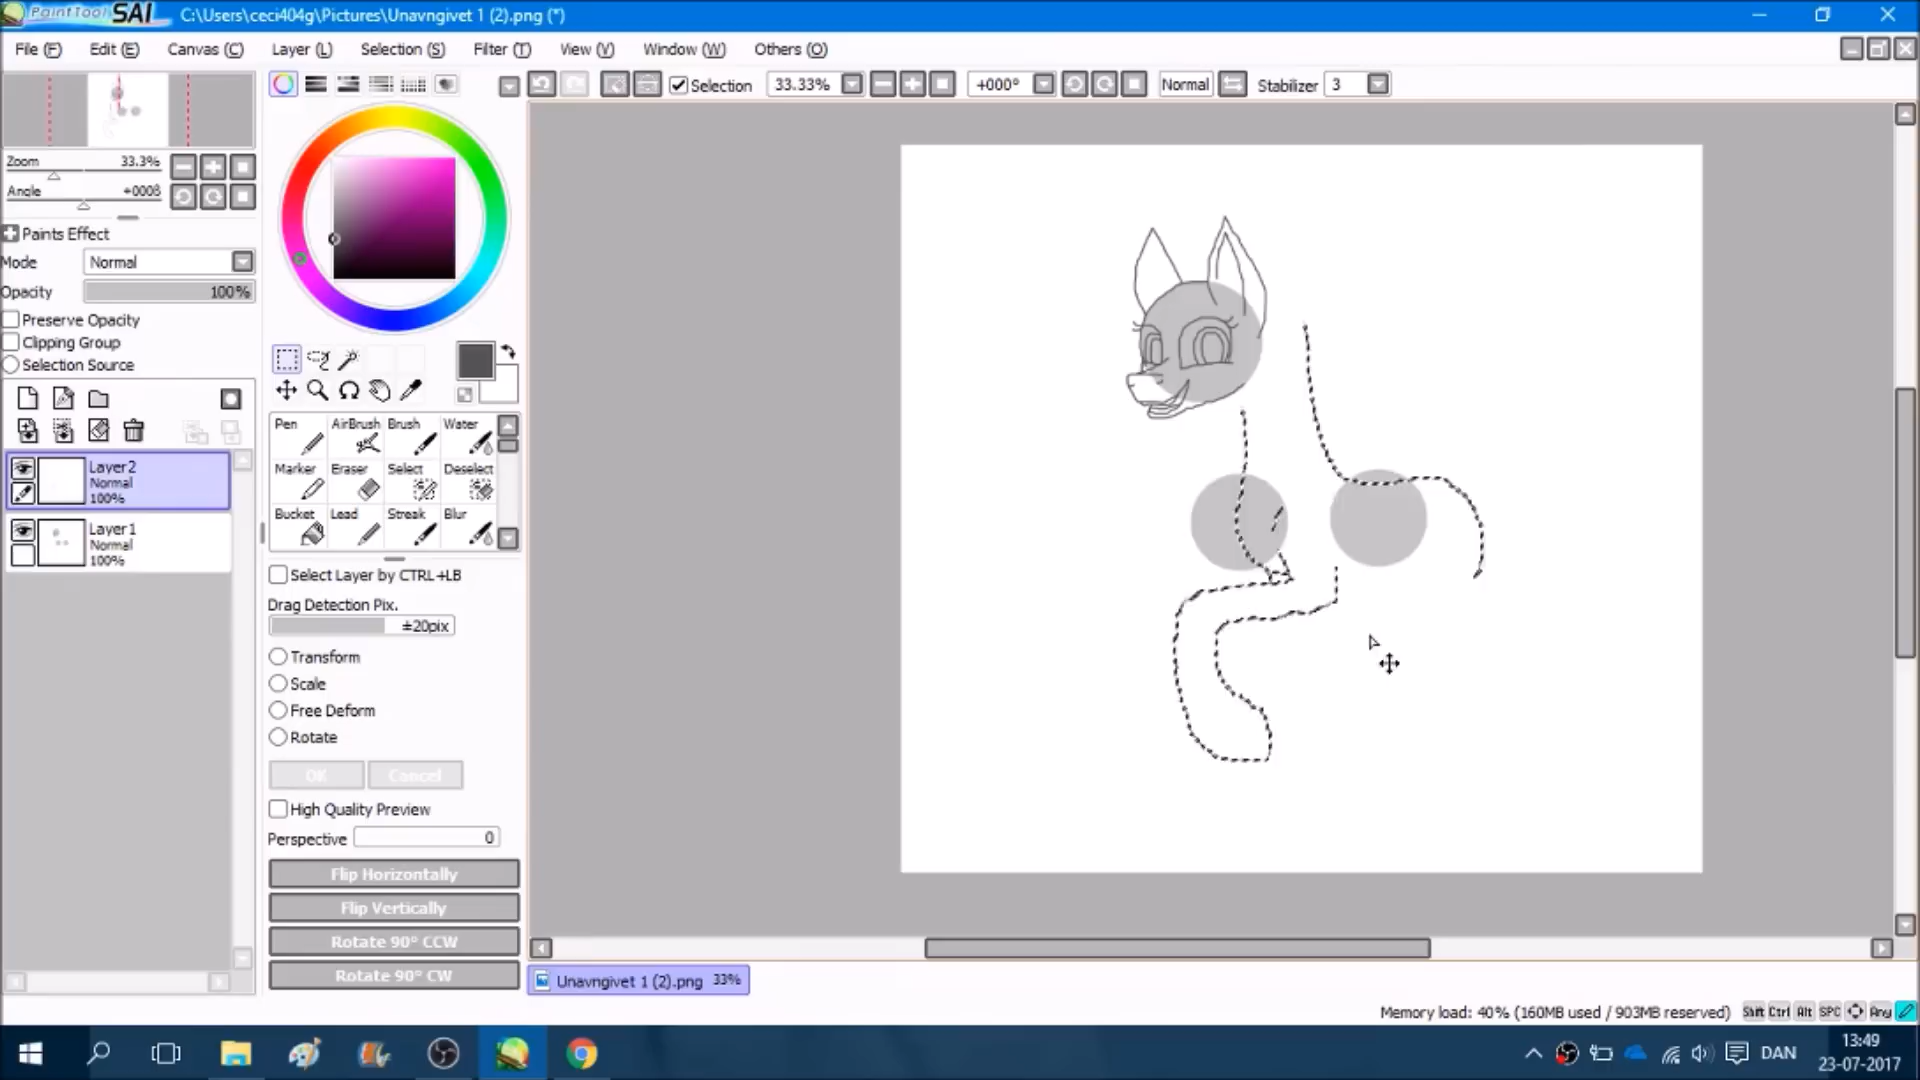 PaintTool SAI C:\Users\ceci404g\Pictures\Unavngivet 1 (2).png (*)
File (F) Edit (E) Canvas (C) Layer (L) Selection (S) Filter (T) View (V) Window (W) Others (O)
Selection 33.33% +000° Normal Stabilizer 3
Zoom 33.3%
Angle +000ß
Paints Effect
Mode Normal
Opacity 100%
Preserve Opacity
Clipping Group
Selection Source
Layer2
Normal
100%
Layer1
Normal
100%
Pen AirBrush Brush Water
Marker Eraser Select Deselect
Bucket Lead Streak Blur
Select Layer by CTRL+LB
Drag Detection Pix.
±20pix
Transform
Scale
Free Deform
Rotate
OK Cancel
High Quality Preview
Perspective 0
Flip Horizontally
Flip Vertically
Rotate 90° CCW
Rotate 90° CW
Unavngivet 1 (2).png 33%
Memory load: 40% (160MB used / 903MB reserved) Shift Ctrl Alt SPC Any
DAN
13:49
23-07-2017